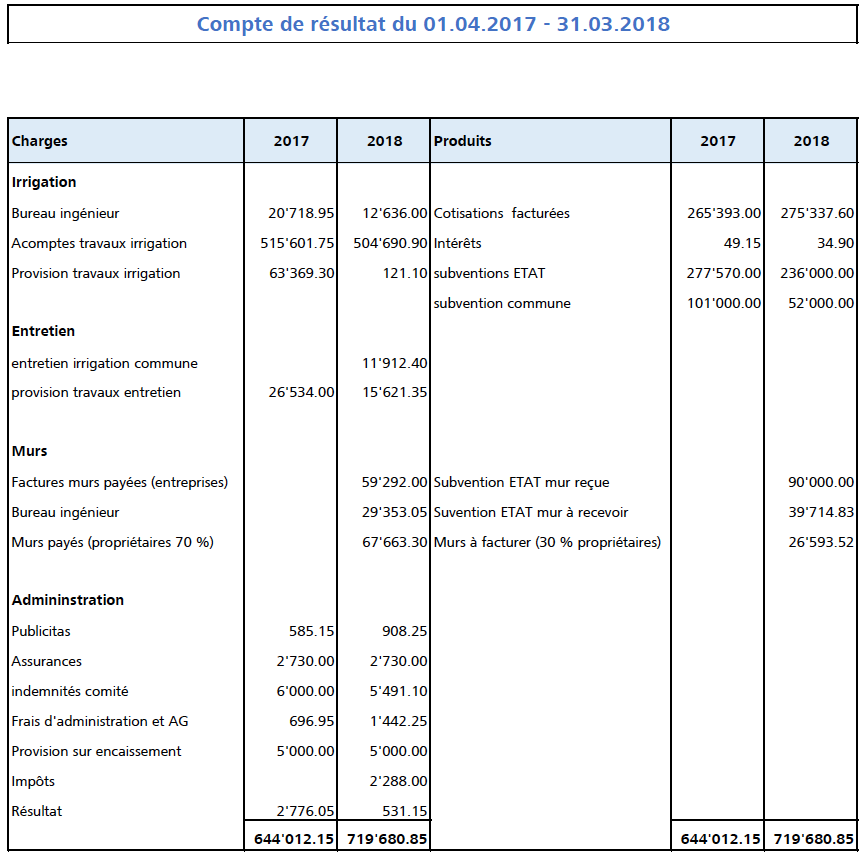 Compte de résultat du 01.04.2017 - 31.03.2018
Charges 2017 2018 Produits 2017 2018
Irrigation
Bureau ingénieur 20'718.95 12'636.00 Cotisations facturées 265'393.00 275'337.60
Acomptes travaux irrigation 515'601.75 504'690.90 Intérêts 49.15 34.90
Provision travaux irrigation 63'369.30 121.10 subventions ETAT 277'570.00 236'000.00
subvention commune 101'000.00 52'000.00
Entretien
entretien irrigation commune 11'912.40
provision travaux entretien 26'534.00 15'621.35
Murs
Factures murs payées (entreprises) 59'292.00 Subvention ETAT mur reçue 90'000.00
Bureau ingénieur 29'353.05 Suvention ETAT mur à recevoir 39'714.83
Murs payés (propriétaires 70 %) 67'663.30 Murs à facturer (30 % propriétaires) 26'593.52
Admininstration
Publicitas 585.15 908.25
Assurances 2'730.00 2'730.00
indemnités comité 6'000.00 5'491.10
Frais d'administration et AG 696.95 1'442.25
Provision sur encaissement 5'000.00 5'000.00
Impôts 2'288.00
Résultat 2'776.05 531.15
644'012.15 719'680.85 644'012.15 719'680.85